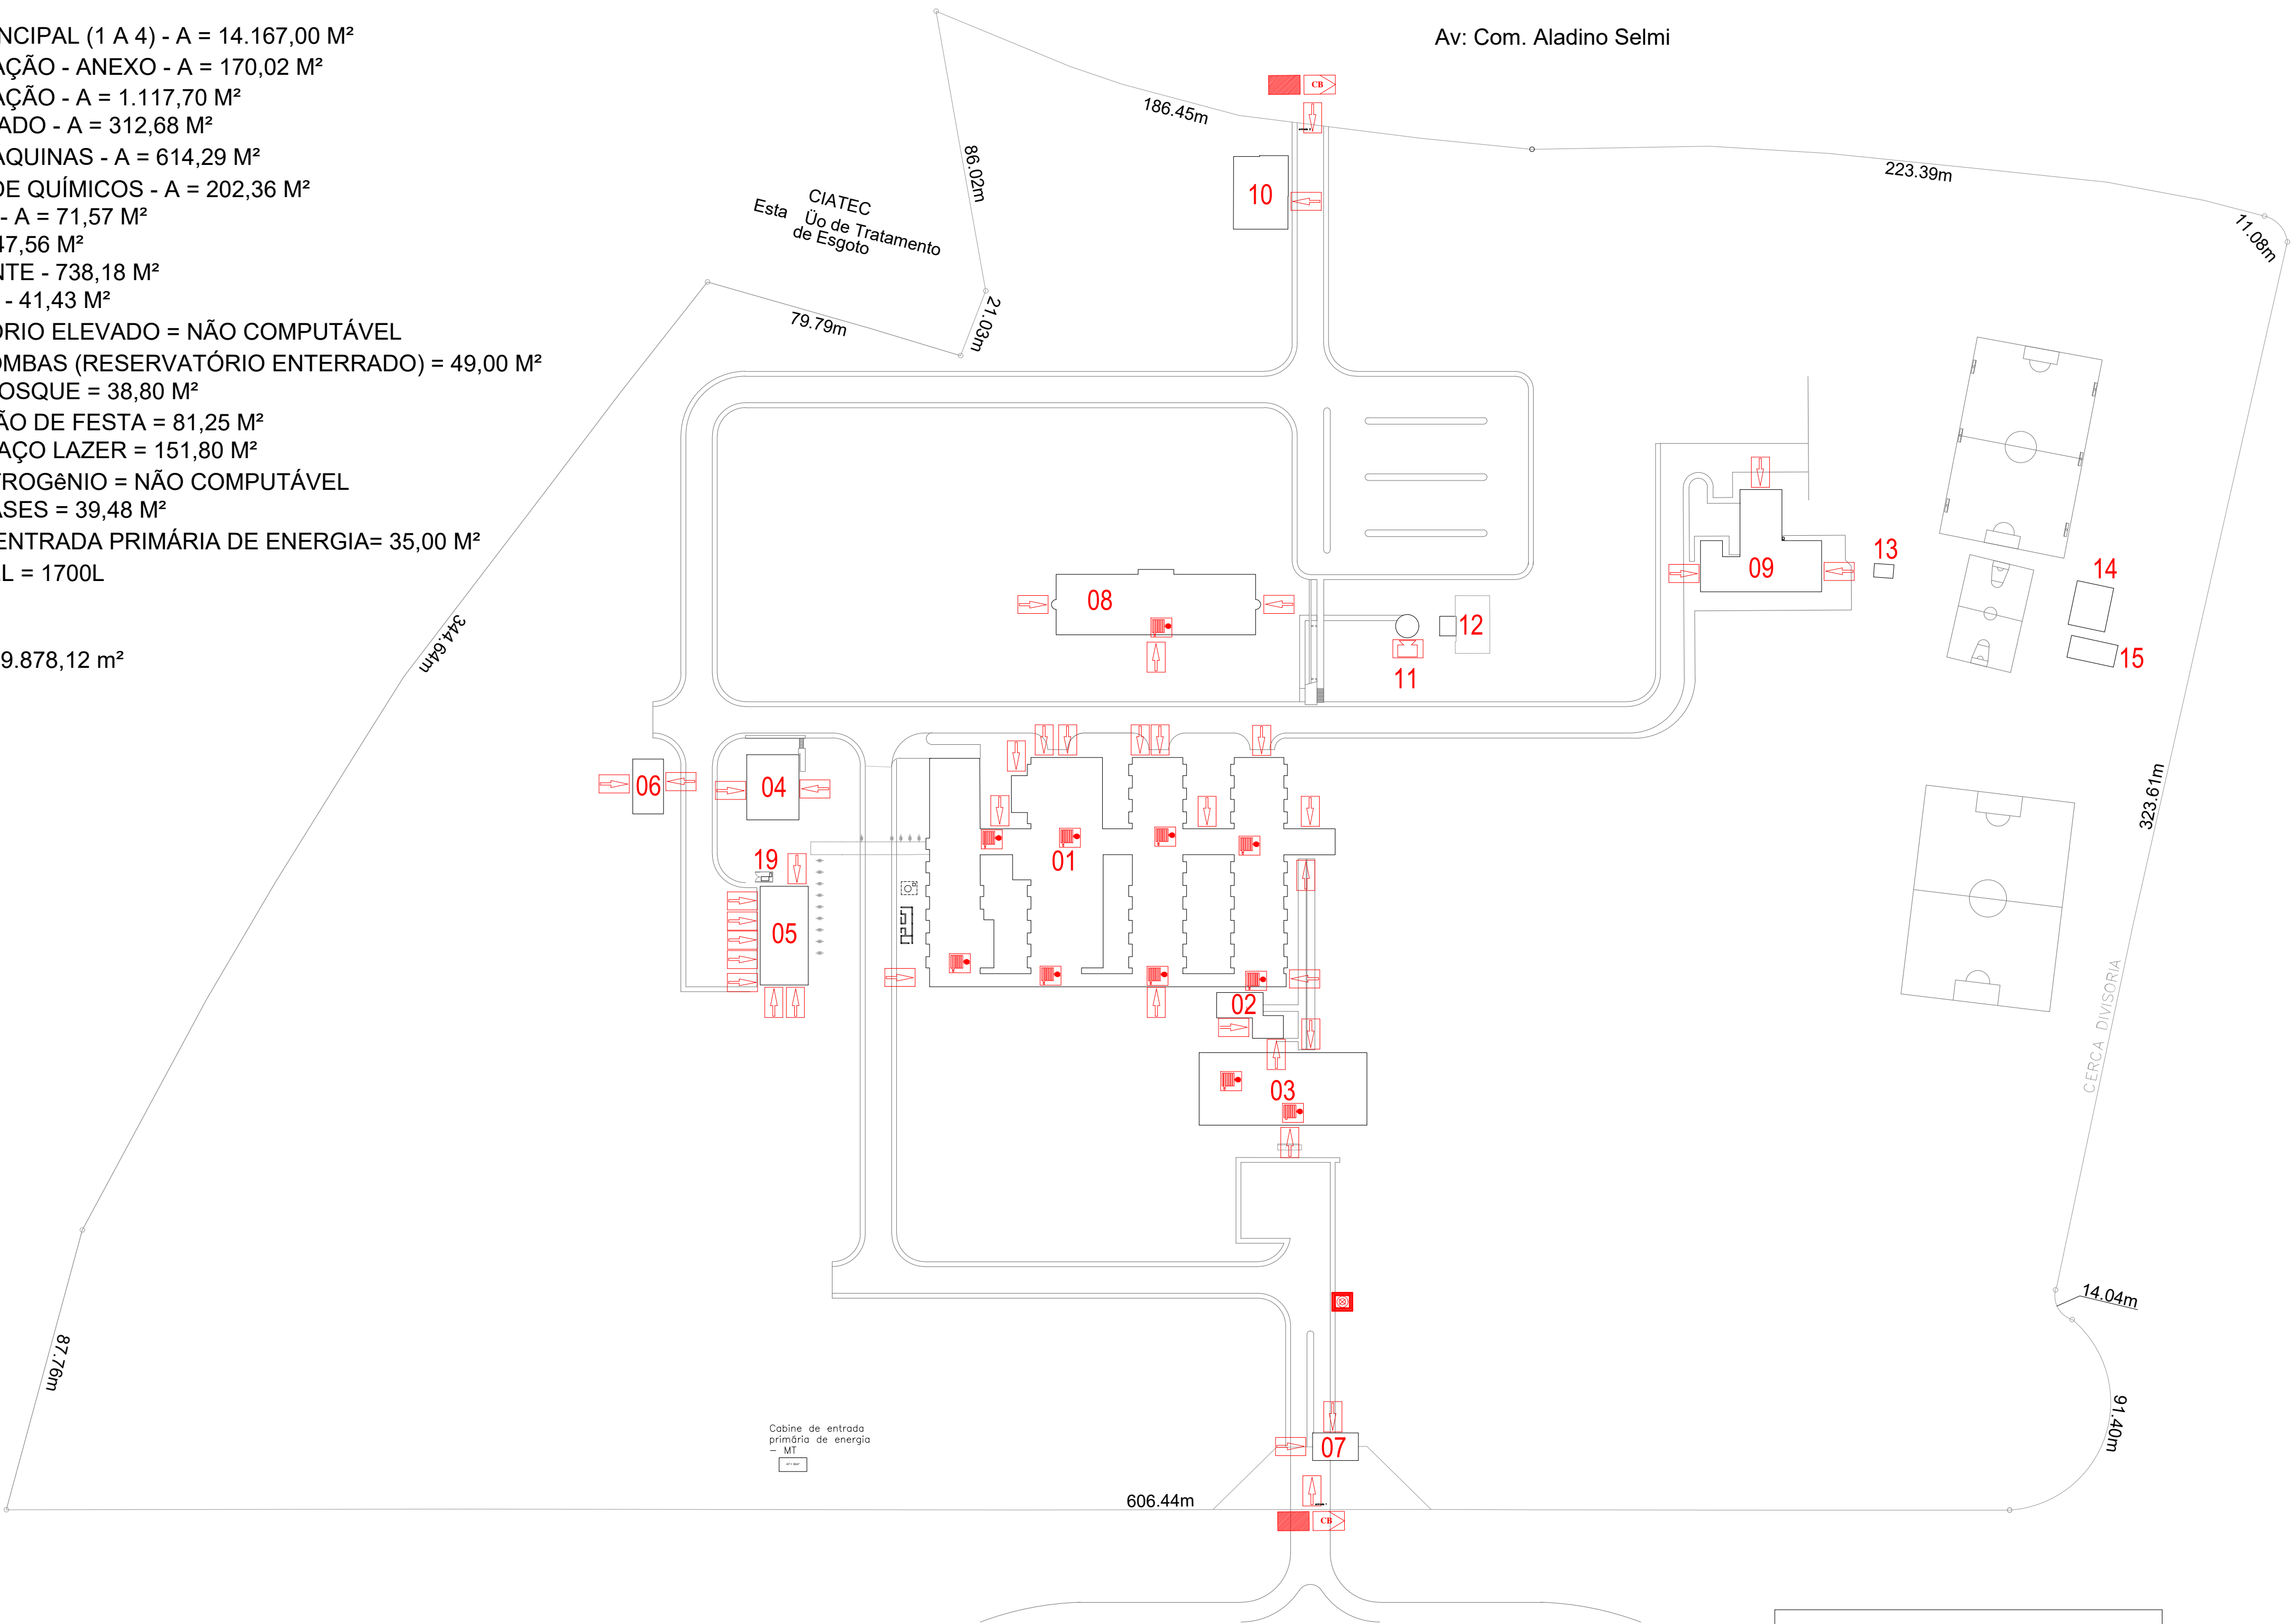 NCIPAL (1 A 4) - A = 14.167,00 M²
AÇÃO - ANEXO - A = 170,02 M²
AÇÃO - A = 1.117,70 M²
ADO - A = 312,68 M²
AQUINAS - A = 614,29 M²
DE QUÍMICOS - A = 202,36 M²
- A = 71,57 M²
47,56 M²
NTE - 738,18 M²
- 41,43 M²
ÓRIO ELEVADO = NÃO COMPUTÁVEL
OMBAS (RESERVATÓRIO ENTERRADO) = 49,00 M²
OSQUE = 38,80 M²
ÃO DE FESTA = 81,25 M²
AÇO LAZER = 151,80 M²
TROGêNIO = NÃO COMPUTÁVEL
ASES = 39,48 M²
ENTRADA PRIMÁRIA DE ENERGIA= 35,00 M²
L = 1700L
9.878,12 m²
Av: Com. Aladino Selmi
CB
186.45m
223.39m
11.08m
86.02m
10
CIATEC
Esta Üo de Tratamento
de Esgoto
21.03m
79.79m
344.64m
08
11
12
09
13
14
15
06
04
19
05
01
02
03
323.61m
CERCA DIVISORIA
14.04m
91.40m
87.76m
Cabine de entrada
primária de energia
- MT
07
606.44m
CB